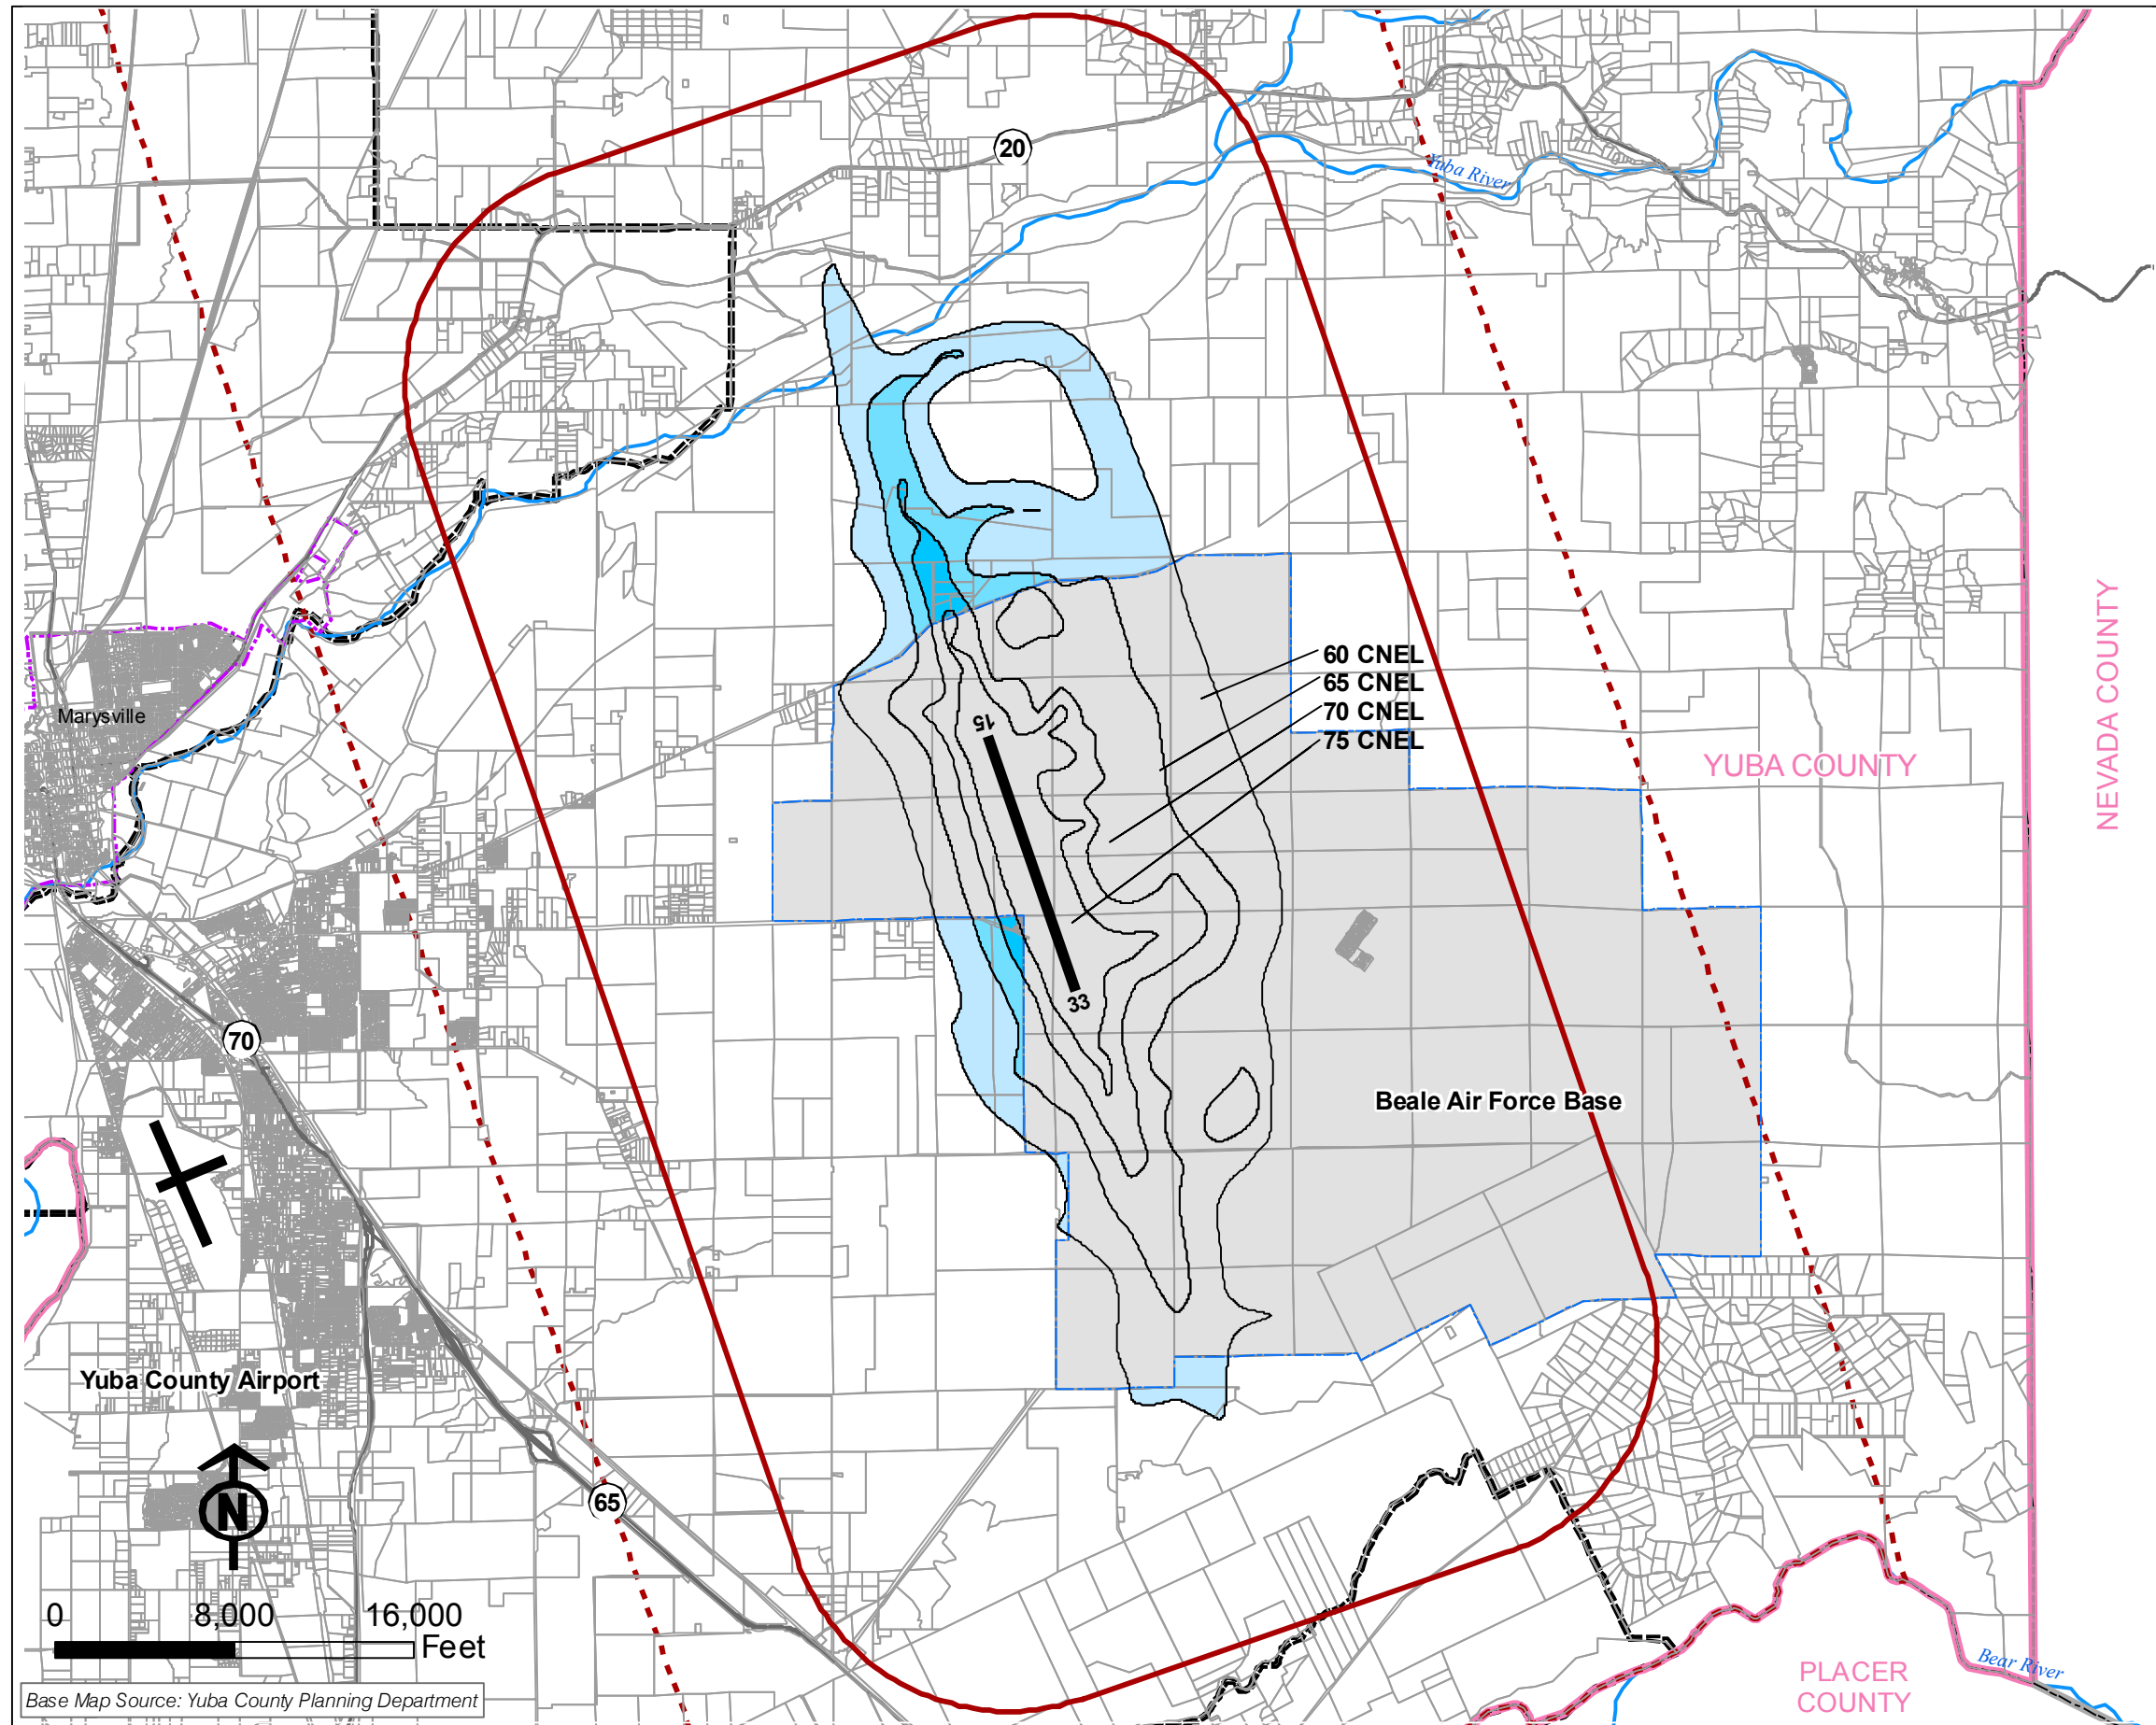 20
Yuba River
60 CNEL
65 CNEL
70 CNEL
75 CNEL
15
33
Marysville
YUBA COUNTY
NEVADA COUNTY
70
Beale Air Force Base
Yuba County Airport
65
N
0 8,000 16,000
Feet
PLACER
COUNTY
Bear River
Base Map Source: Yuba County Planning Department